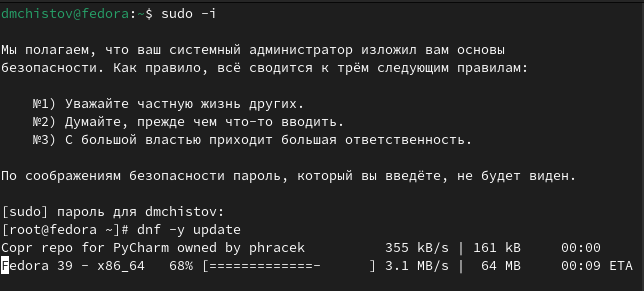 dmchistov@fedora:~$ sudo -i
Мы полагаем, что ваш системный администратор изложил вам основы
безопасности. Как правило, всё сводится к трём следующим правилам:
№1) Уважайте частную жизнь других.
№2) Думайте, прежде чем что-то вводить.
№3) С большой властью приходит большая ответственность.
По соображениям безопасности пароль, который вы введёте, не будет виден.
[sudo] пароль для dmchistov:
[root@fedora ~]# dnf -y update
Copr repo for PyCharm owned by phracek 355 kB/s | 161 kB 00:00
Fedora 39 - x86_64 68% [=============- ] 3.1 MB/s | 64 MB 00:09 ETA